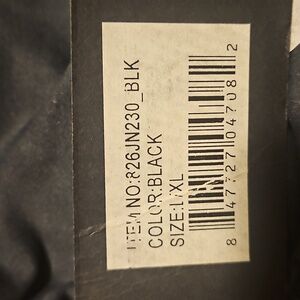 ITEM NO:826JN230_BLK
COLOR:BLACK
SIZE:L/XL
8 47727 04708 2